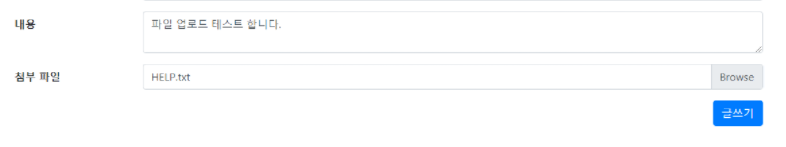 내용
파일 업로드 테스트 합니다.
첨부 파일
HELP.txt
Browse
글쓰기